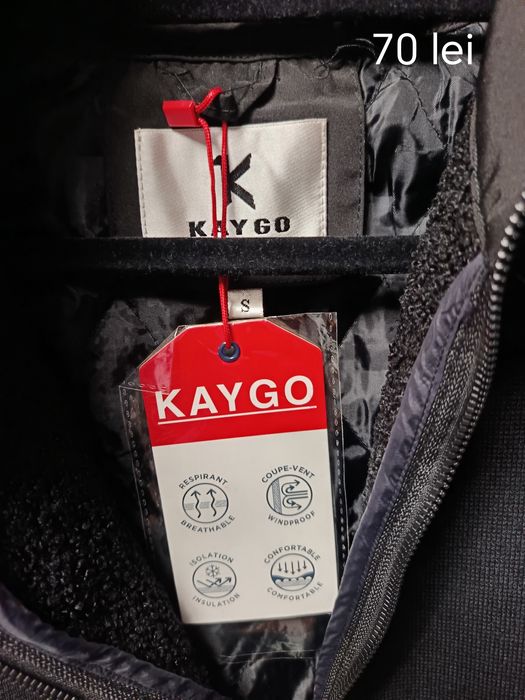 70 lei
KAYGO
S
KAYGO
RESPIRANT
BREATHABLE
COUPE-VENT
WINDPROOF
ISOLATION
INSULATION
CONFORTABLE
COMFORTABLE